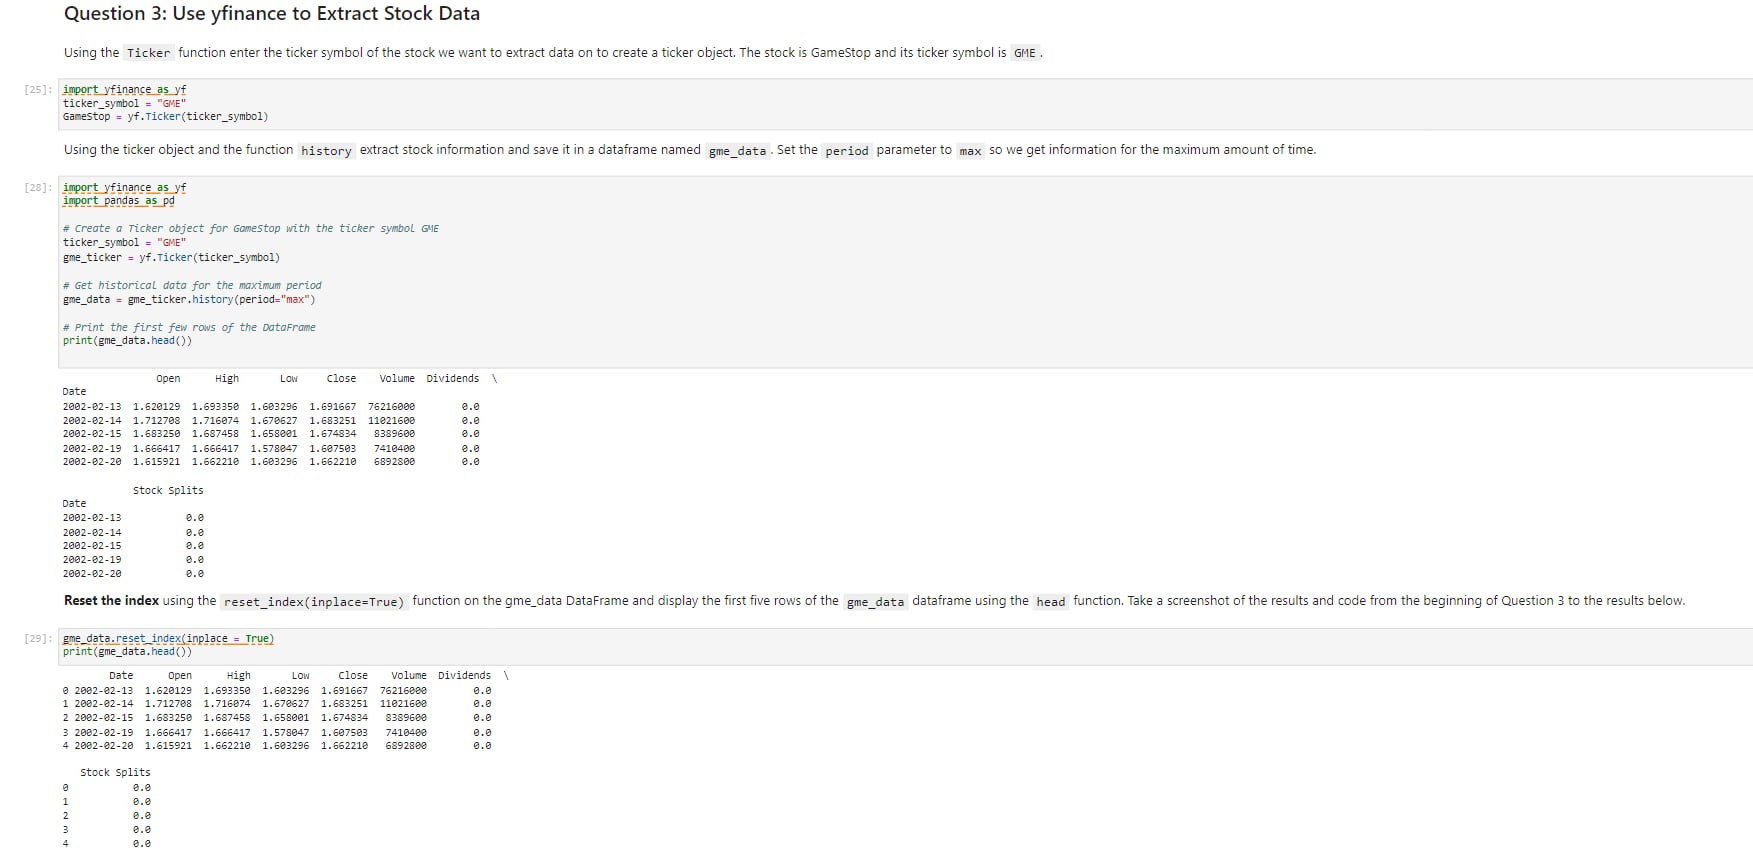 Question 3: Use yfinance to Extract Stock Data
Using the Ticker function enter the ticker symbol of the stock we want to extract data on to create a ticker object. The stock is GameStop and its ticker symbol is GME .
[25]: import yfinance as yf
ticker_symbol = "GME"
GameStop = yf.Ticker(ticker_symbol)
Using the ticker object and the function history extract stock information and save it in a dataframe named gme_data . Set the period parameter to max so we get information for the maximum amount of time.
[28]: import yfinance as yf
import pandas as pd
# Create a Ticker object for GameStop with the ticker symbol GME
ticker_symbol = "GME"
gme_ticker = yf.Ticker(ticker_symbol)
# Get historical data for the maximum period
gme_data = gme_ticker.history(period="max")
# Print the first few rows of the DataFrame
print(gme_data.head())
Open High Low Close Volume Dividends \
Date
2002-02-13 1.620129 1.693350 1.603296 1.691667 76216000 0.0
2002-02-14 1.712708 1.716074 1.670627 1.683251 11021600 0.0
2002-02-15 1.683250 1.687458 1.658001 1.674834 8389600 0.0
2002-02-19 1.666417 1.666417 1.578047 1.607503 7410400 0.0
2002-02-20 1.615921 1.662210 1.603296 1.662210 6892800 0.0
Stock Splits
Date
2002-02-13 0.0
2002-02-14 0.0
2002-02-15 0.0
2002-02-19 0.0
2002-02-20 0.0
Reset the index using the reset_index(inplace=True) function on the gme_data DataFrame and display the first five rows of the gme_data dataframe using the head function. Take a screenshot of the results and code from the beginning of Question 3 to the results below.
[29]: gme_data.reset_index(inplace = True)
print(gme_data.head())
Date Open High Low Close Volume Dividends \
0 2002-02-13 1.620129 1.693350 1.603296 1.691667 76216000 0.0
1 2002-02-14 1.712708 1.716074 1.670627 1.683251 11021600 0.0
2 2002-02-15 1.683250 1.687458 1.658001 1.674834 8389600 0.0
3 2002-02-19 1.666417 1.666417 1.578047 1.607503 7410400 0.0
4 2002-02-20 1.615921 1.662210 1.603296 1.662210 6892800 0.0
Stock Splits
0 0.0
1 0.0
2 0.0
3 0.0
4 0.0